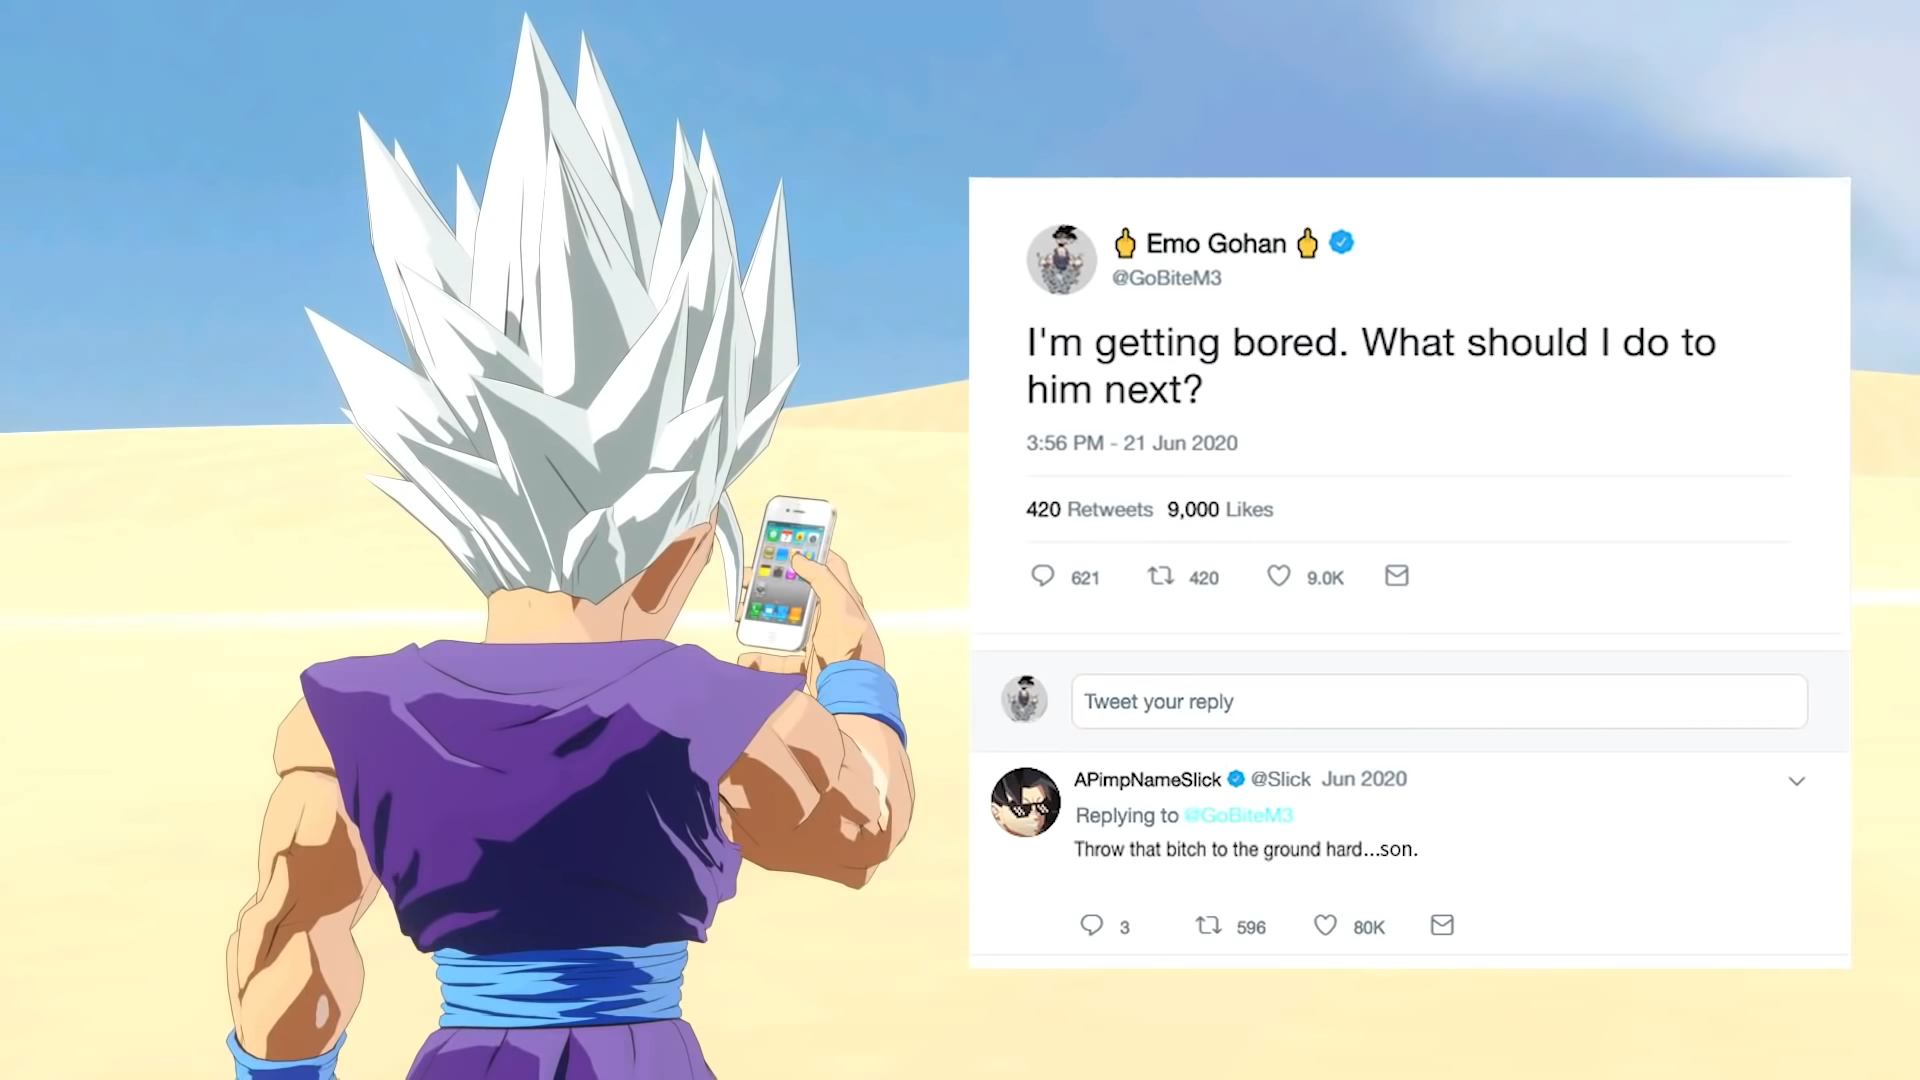 🖕 Emo Gohan 🖕
@GoBiteM3
I'm getting bored. What should I do to
him next?
3:56 PM - 21 Jun 2020
420 Retweets 9,000 Likes
621 420 9.0K
Tweet your reply
APimpNameSlick @Slick Jun 2020
Replying to @GoBiteM3
Throw that bitch to the ground hard...son.
3 596 80K